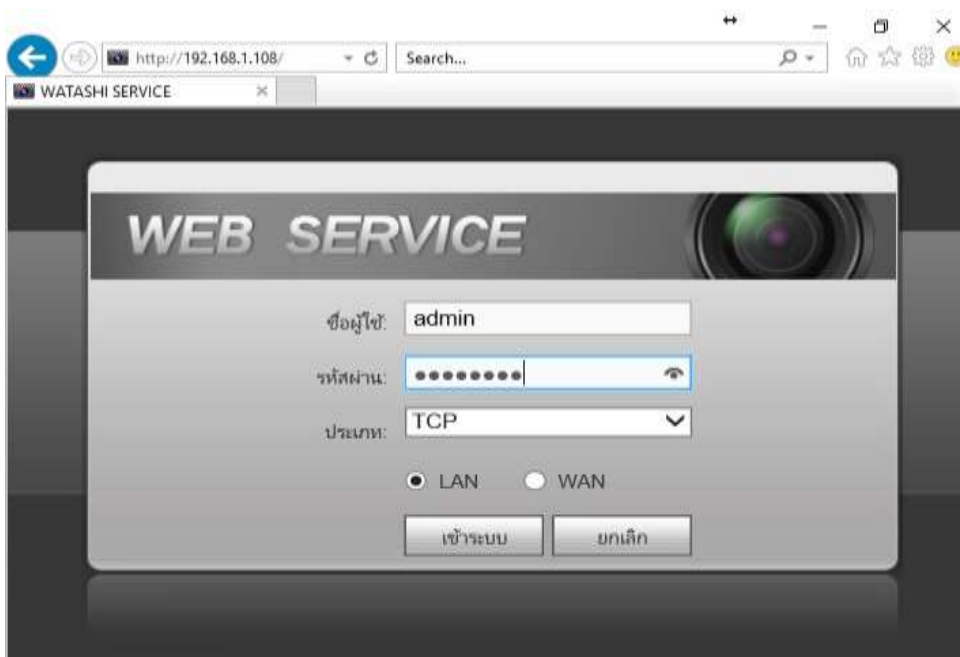 http://192.168.1.108/
Search...
WATASHI SERVICE
WEB SERVICE
ชื่อผู้ใช้: admin
รหัสผ่าน: ●●●●●●●●
ประเภท: TCP
LAN WAN
เข้าระบบ ยกเลิก